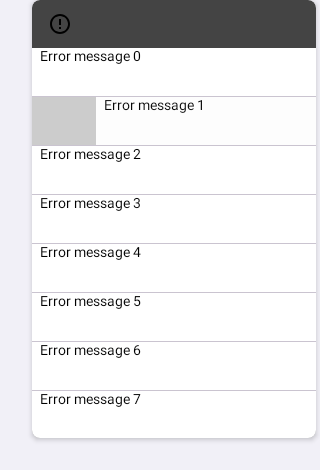 Error message 0
Error message 1
Error message 2
Error message 3
Error message 4
Error message 5
Error message 6
Error message 7